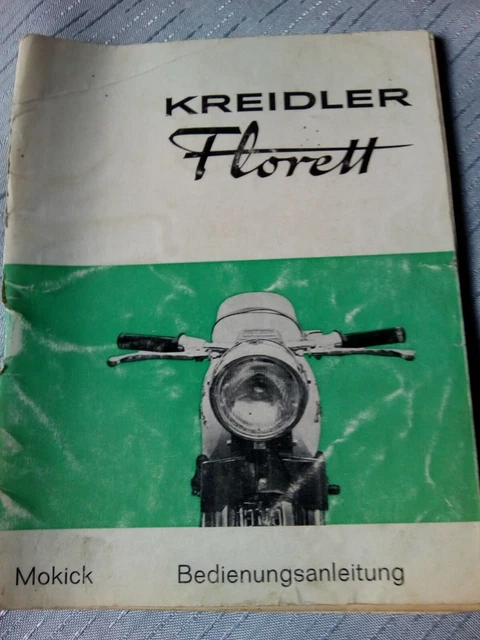 KREIDLER
Florett
Mokick Bedienungsanleitung